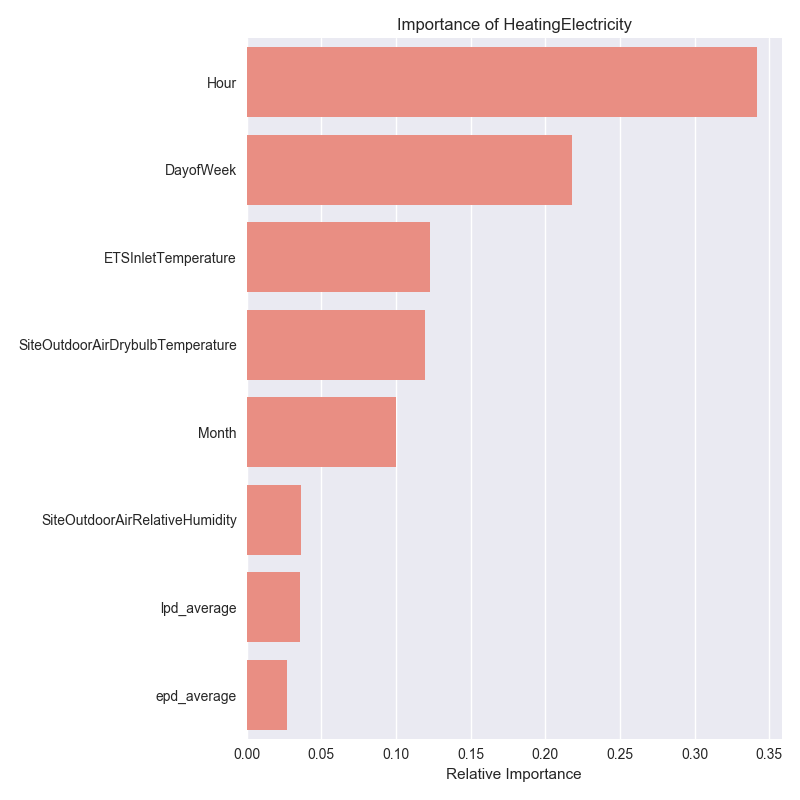 Importance of HeatingElectricity
Hour
DayofWeek
ETSInletTemperature
SiteOutdoorAirDrybulbTemperature
Month
SiteOutdoorAirRelativeHumidity
lpd_average
epd_average
0.00 0.05 0.10 0.15 0.20 0.25 0.30 0.35
Relative Importance